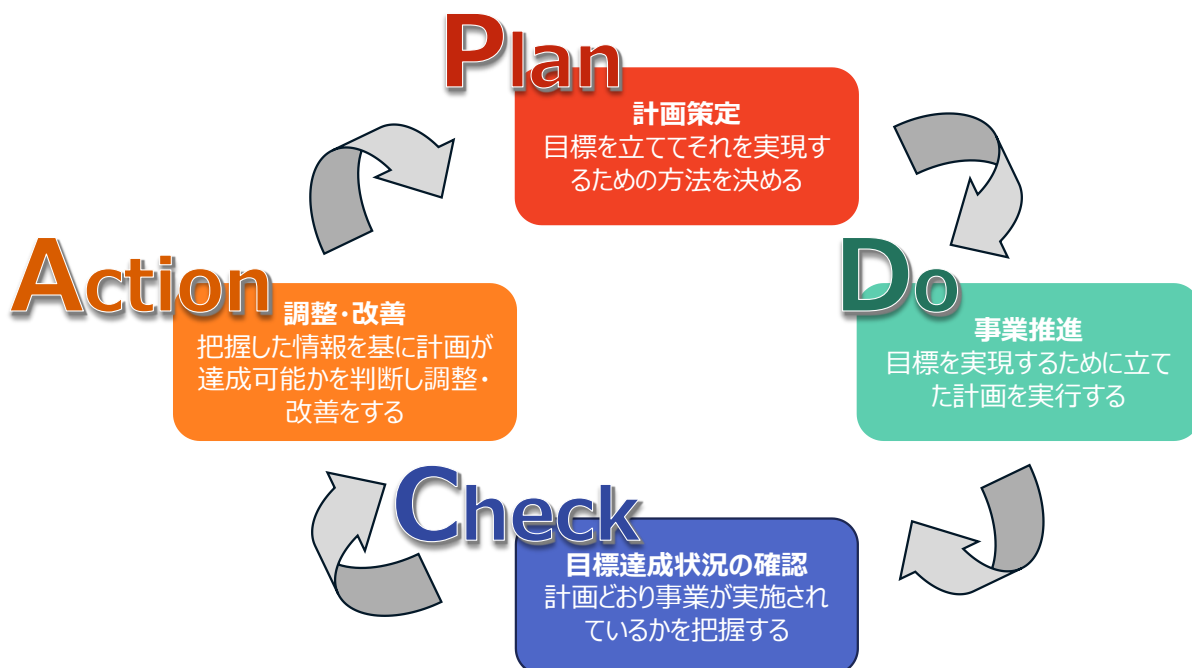 Plan
計画策定
目標を立ててそれを実現す
るための方法を決める
Do
事業推進
目標を実現するために立て
た計画を実行する
Check
目標達成状況の確認
計画どおり事業が実施され
ているかを把握する
Action
調整・改善
把握した情報を基に計画が
達成可能かを判断し調整・
改善をする